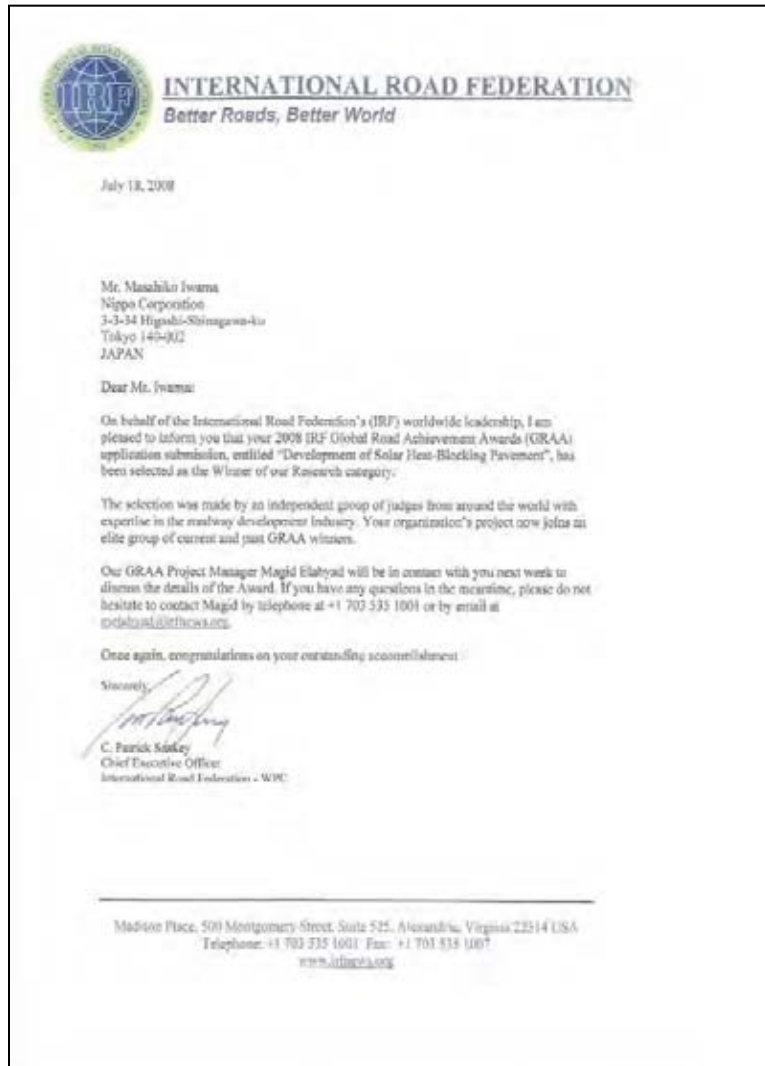 IRF
INTERNATIONAL ROAD FEDERATION
Better Roads, Better World
July 18, 2008
Mr. Masahiko Iwama
Nippo Corporation
3-3-34 Higashi-Shinagawa-ku
Tokyo 140-002
JAPAN
Dear Mr. Iwama:
On behalf of the International Road Federation's (IRF) worldwide leadership, I am
pleased to inform you that your 2008 IRF Global Road Achievement Awards (GRAA)
application submission, entitled "Development of Solar Heat-Blocking Pavement", has
been selected as the Winner of our Research category.
The selection was made by an independent group of judges from around the world with
expertise in the roadway development industry. Your organization's project now joins an
elite group of current and past GRAA winners.
Our GRAA Project Manager Magid Elabyad will be in contact with you next week to
discuss the details of the Award. If you have any questions in the meantime, please do not
hesitate to contact Magid by telephone at +1 703 535 1001 or by email at
Once again, congratulations on your outstanding accomplishment
Sincerely,
C. Patrick Sankey
Chief Executive Officer
International Road Federation - WPC
Madison Place, 500 Montgomery Street, Suite 525, Alexandria, Virginia 22314 USA
Telephone: +1 703 535 1001 Fax: +1 703 535 1007
www.irfnews.org